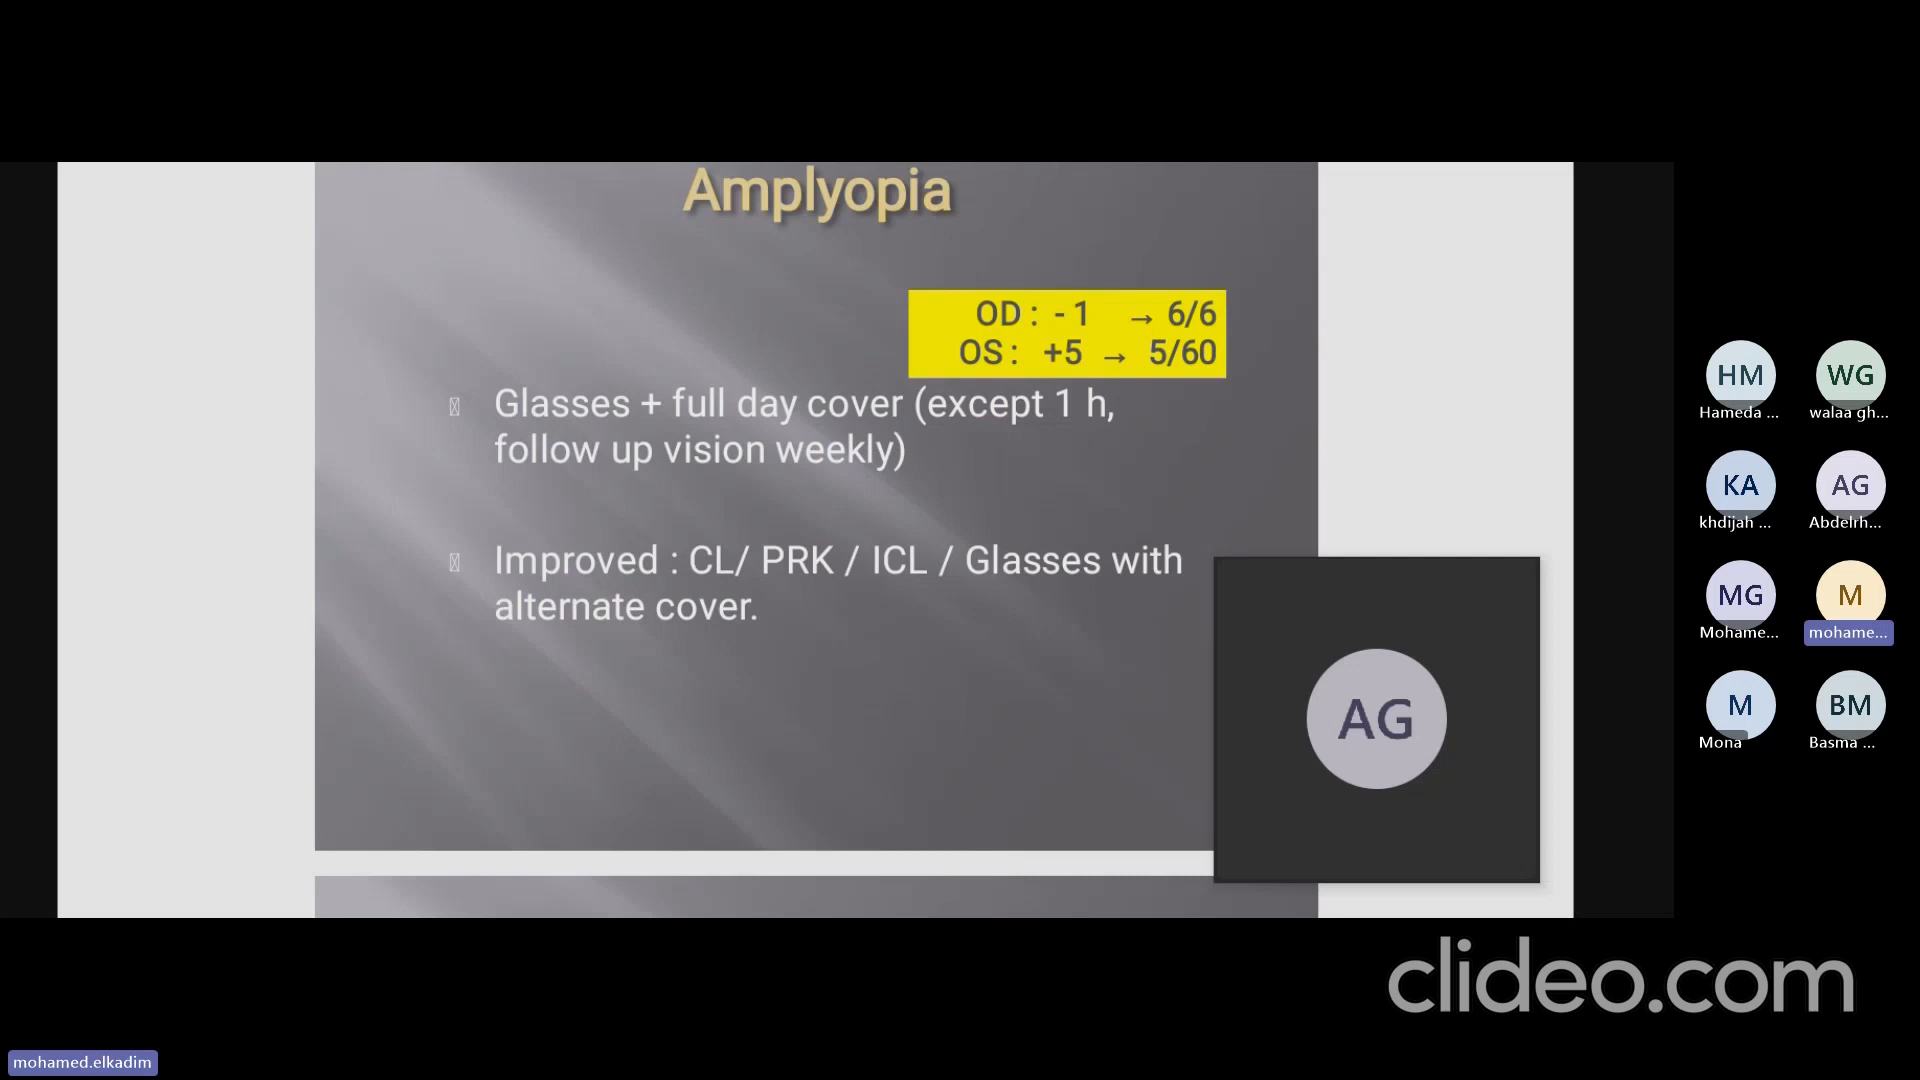 Amplyopia
OD : - 1 → 6/6
OS : +5 → 5/60
Glasses + full day cover (except 1 h,
follow up vision weekly)
Improved : CL/ PRK / ICL / Glasses with
alternate cover.
AG
HM
Hameda ...
WG
walaa gh...
KA
khdijah ...
AG
Abdelrh...
MG
Mohame...
M
mohame...
M
Mona
BM
Basma ...
clideo.com
mohamed.elkadim